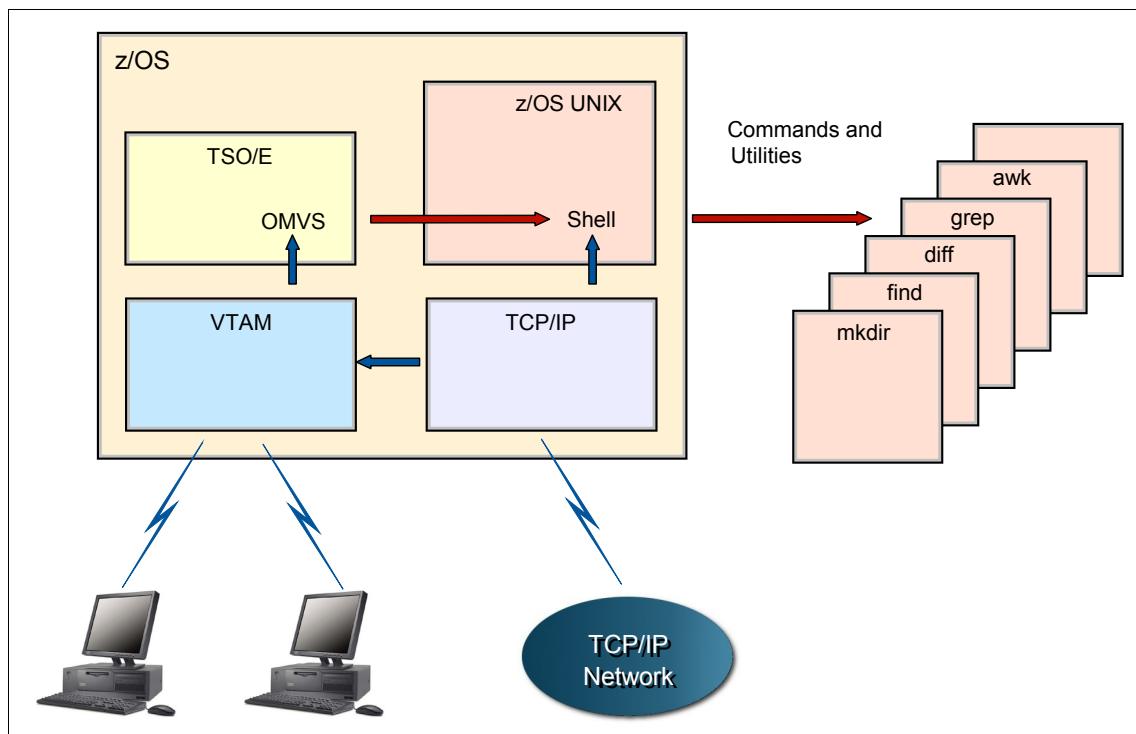 z/OS
z/OS UNIX
TSO/E
OMVS
Shell
VTAM
TCP/IP
Commands and
Utilities
awk
grep
diff
find
mkdir
TCP/IP
Network